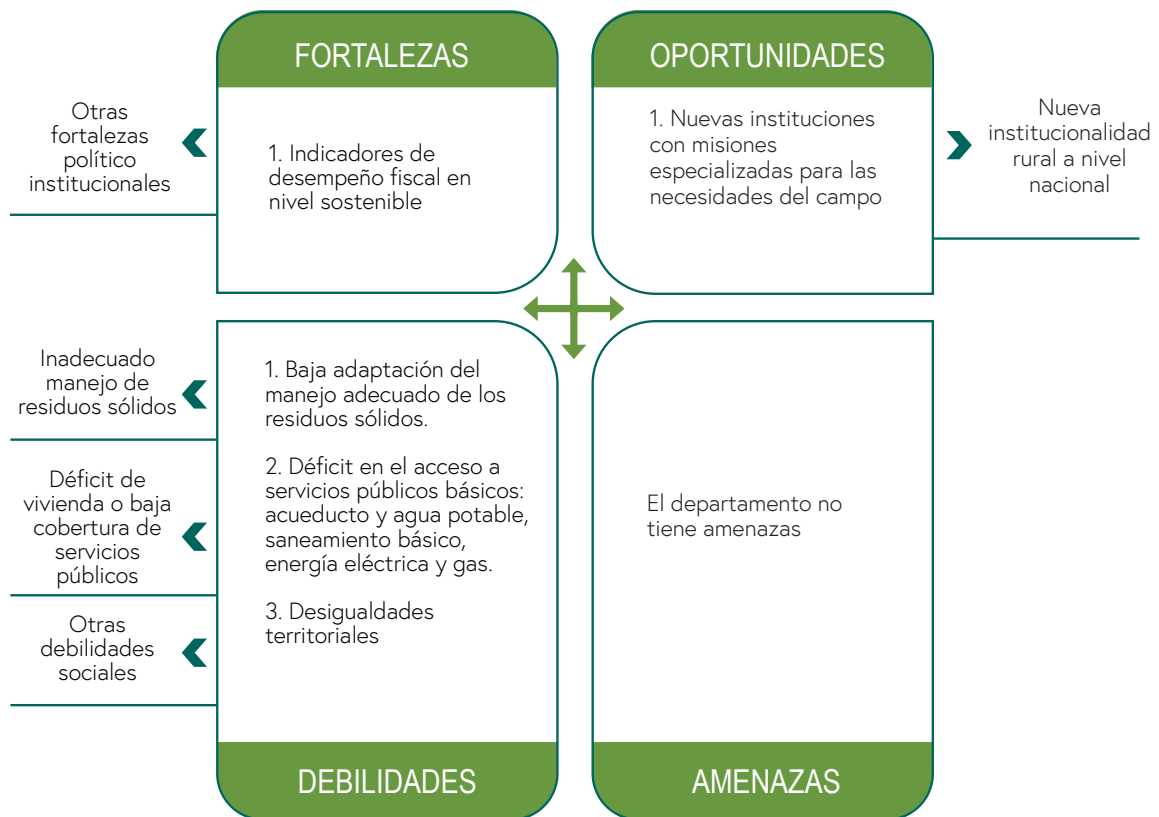 FORTALEZAS
Otras
fortalezas
político
institucionales
1. Indicadores de
desempeño fiscal en
nivel sostenible
OPORTUNIDADES
1. Nuevas instituciones
con misiones
especializadas para las
necesidades del campo
Nueva
institucionalidad
rural a nivel
nacional
Inadecuado
manejo de
residuos sólidos
Déficit de
vivienda o baja
cobertura de
servicios
públicos
Otras
debilidades
sociales
1. Baja adaptación del
manejo adecuado de los
residuos sólidos.
2. Déficit en el acceso a
servicios públicos básicos:
acueducto y agua potable,
saneamiento básico,
energía eléctrica y gas.
3. Desigualdades
territoriales
DEBILIDADES
El departamento no
tiene amenazas
AMENAZAS